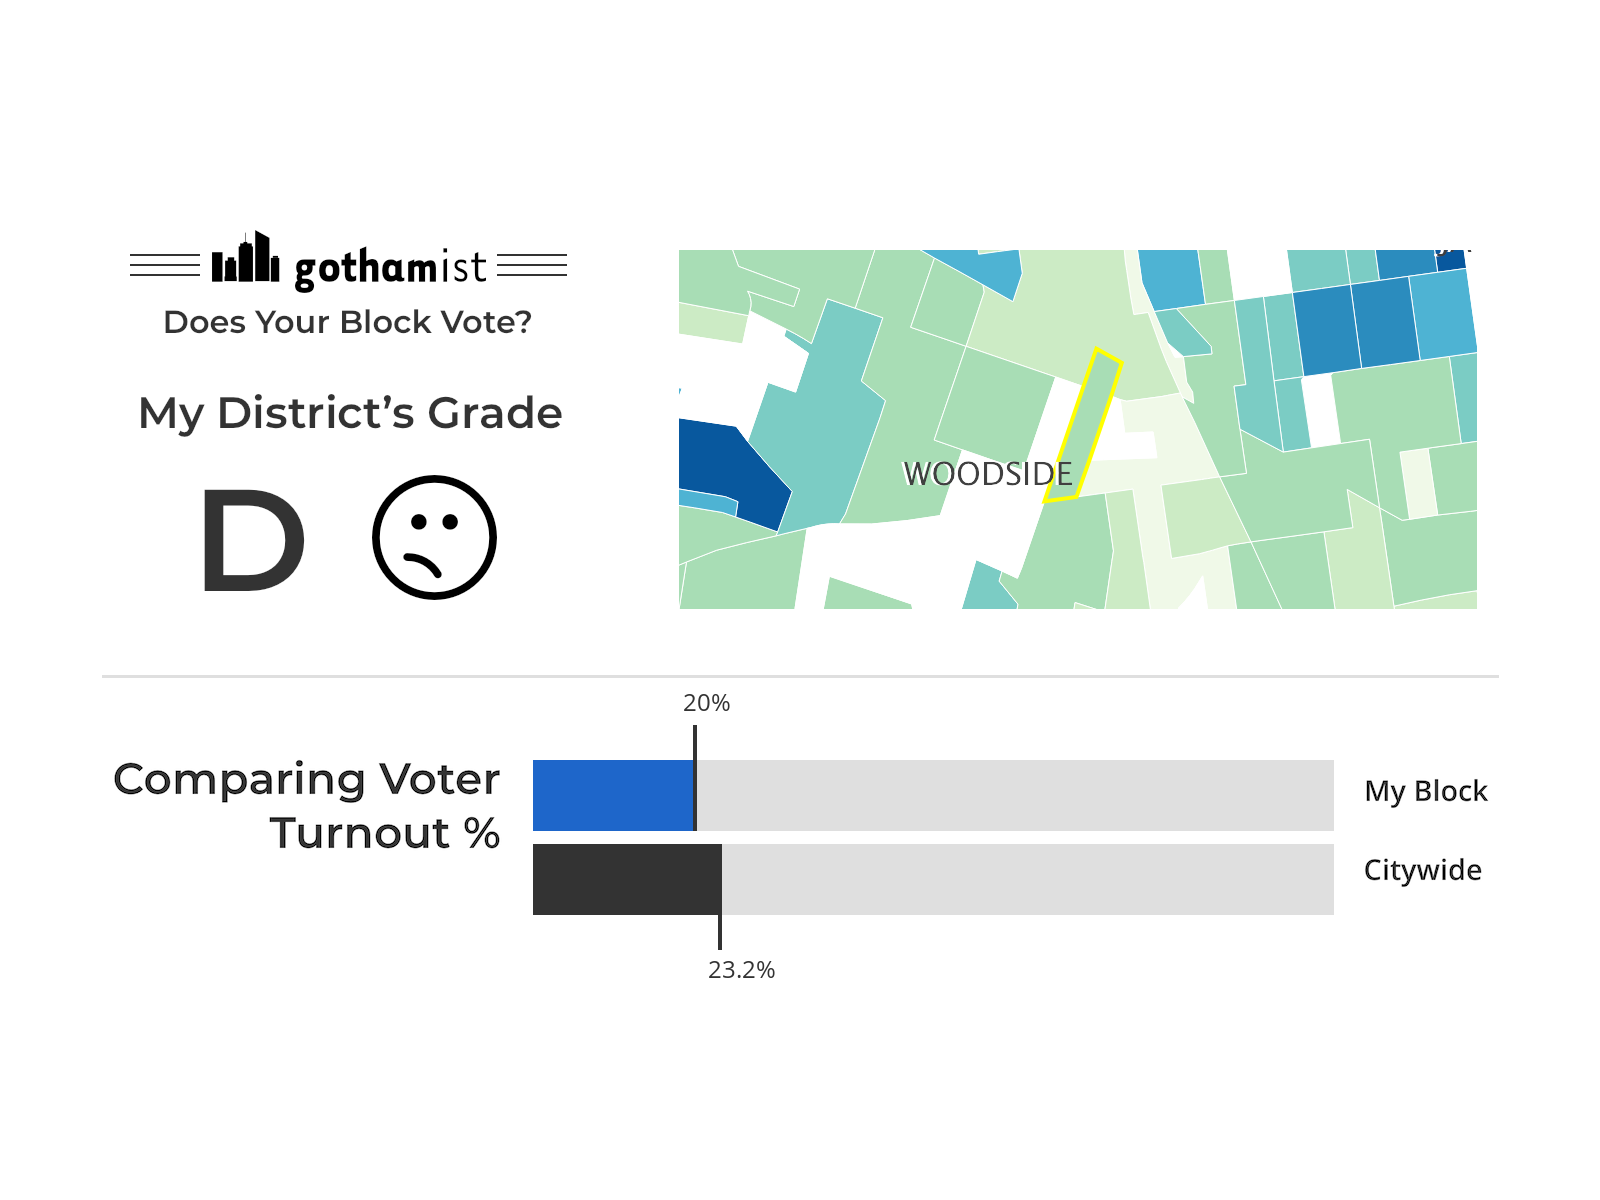 gothamist
Does Your Block Vote?
My District’s Grade
D
WOODSIDE
20%
Comparing Voter
Turnout %
My Block
Citywide
23.2%